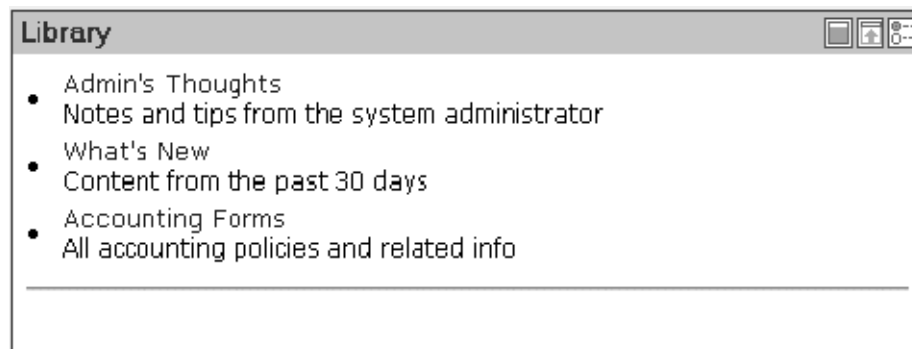 Library
Admin's Thoughts
Notes and tips from the system administrator
What's New
Content from the past 30 days
Accounting Forms
All accounting policies and related info